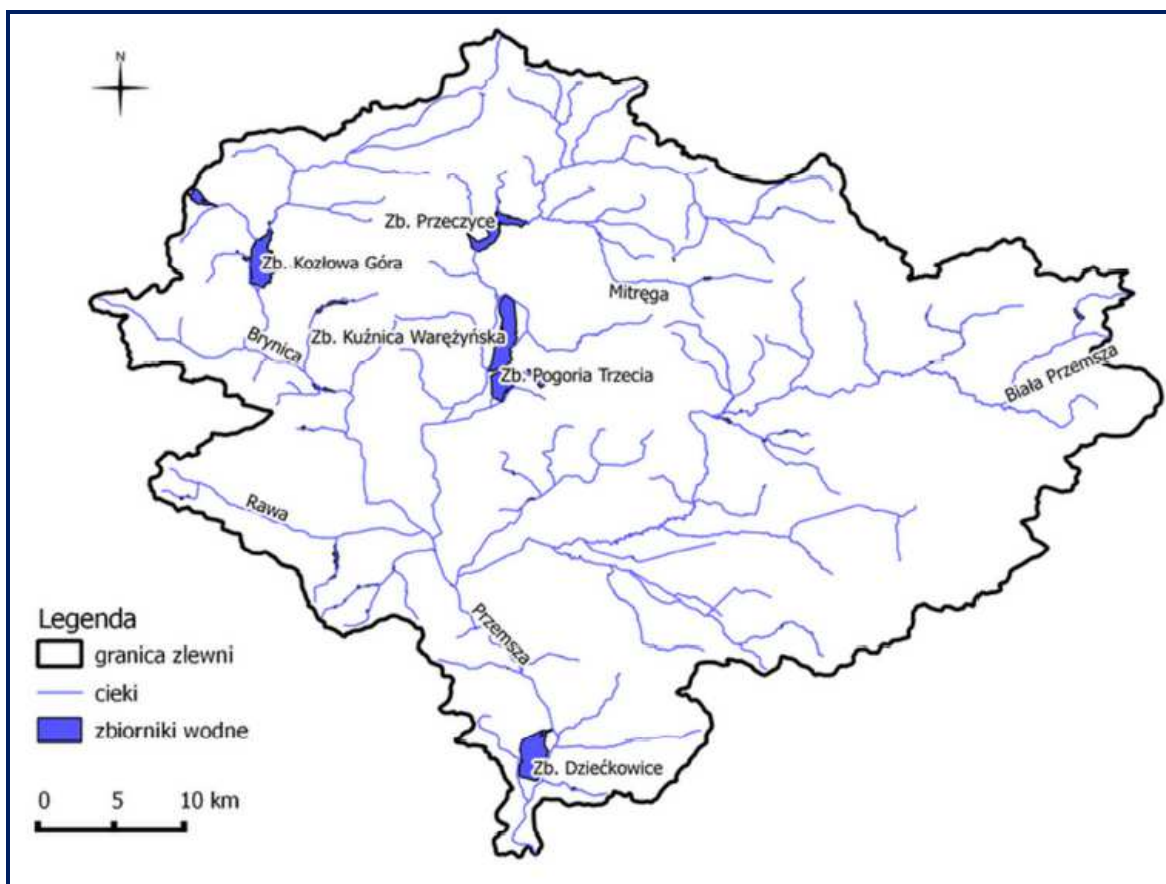 N
Zb. Przeczyce
Zb. Kozłowa Góra
Mitręga
Zb. Kuźnica Warężyńska
Brynica
Zb. Pogoria Trzecia
Biała Przemsza
Rawa
Przemsza
Zb. Dziećkowice
Legenda
granica zlewni
cieki
zbiorniki wodne
0 5 10 km